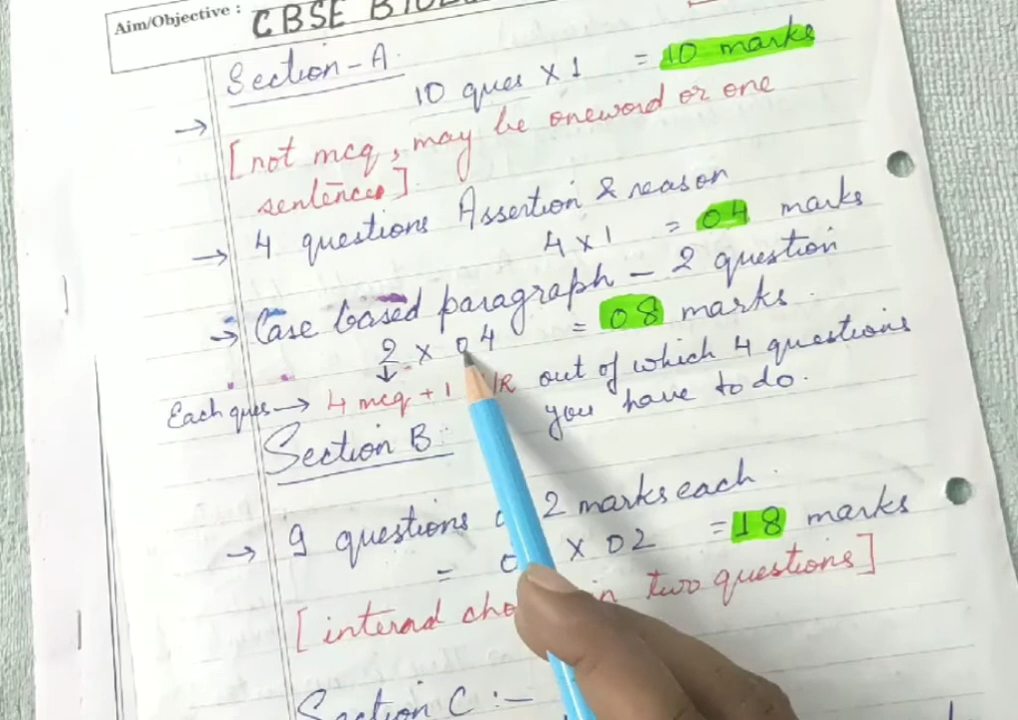 Aim/Objective :
CBSE
Section-A
10 ques x 1 = 10 marks
→ [not mcq, may be oneword or one
sentences]
→ 4 questions Assertion & reason
4 x 1 = 04 marks
→ Case based paragraph - 2 question
2 x 04 = 08 marks.
Each ques → 4 mcq + 1 /R out of which 4 questions
you have to do.
Section B :
→ 9 questions 2 marks each.
= x 02 = 18 marks
[ in two questions]
Section C :-